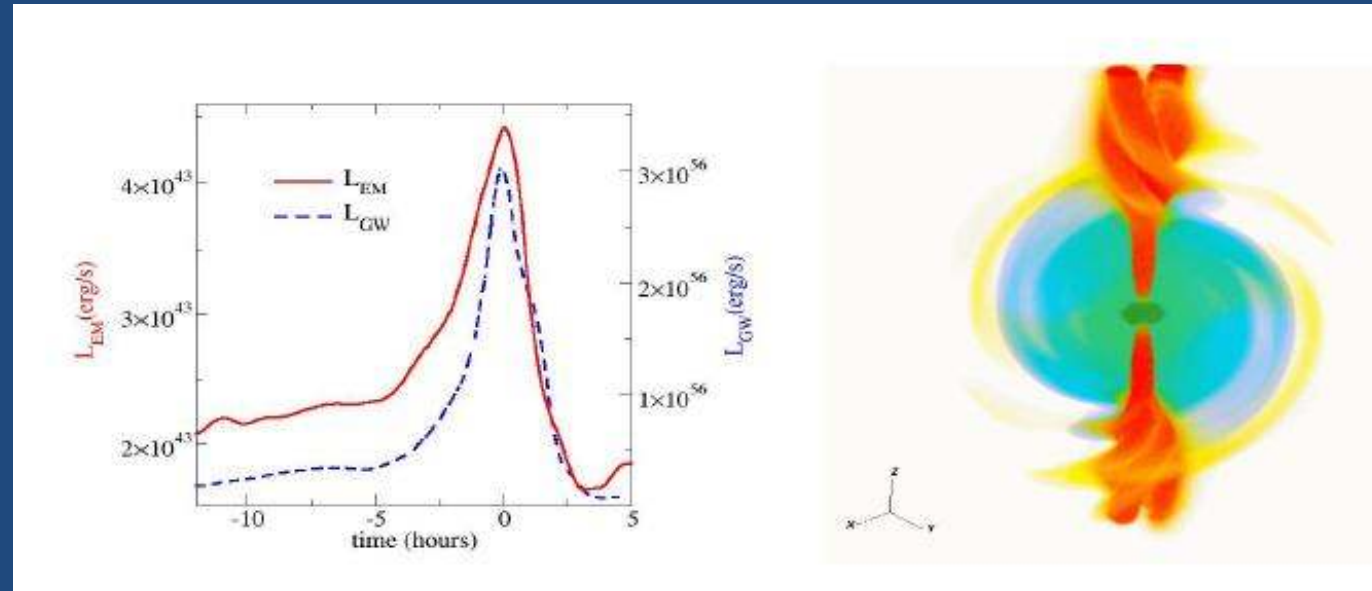 L_EM
L_GW
4×10^43
3×10^43
2×10^43
L_EM(erg/s)
3×10^56
2×10^56
1×10^56
L_GW(erg/s)
-10 -5 0 5
time (hours)
Z
X
Y